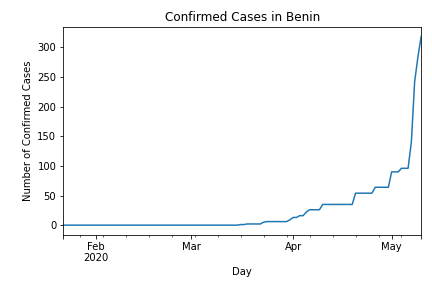 Confirmed Cases in Benin
Number of Confirmed Cases
300
250
200
150
100
50
0
Feb
2020
Mar
Apr
May
Day